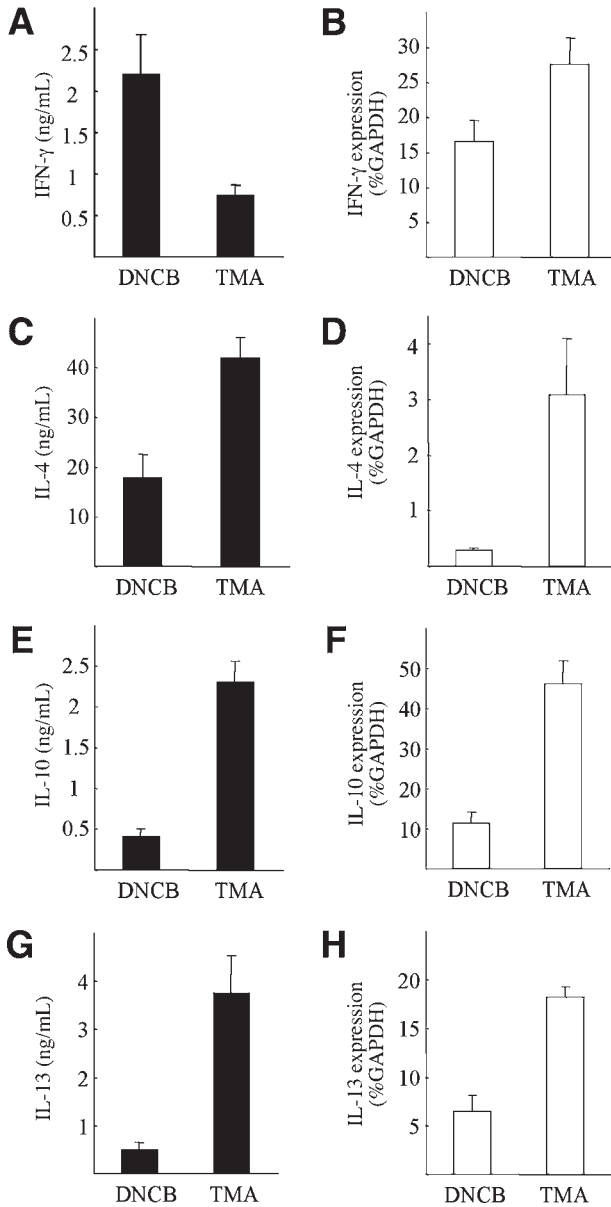 A
IFN-γ (ng/mL)
2.5
2
1.5
1
0.5
DNCB TMA
B
IFN-γ expression
(%GAPDH)
30
25
20
15
10
5
DNCB TMA
C
IL-4 (ng/mL)
40
30
20
10
DNCB TMA
D
IL-4 expression
(%GAPDH)
4
3
2
1
DNCB TMA
E
IL-10 (ng/mL)
2.5
2
1.5
1
0.5
DNCB TMA
F
IL-10 expression
(%GAPDH)
50
40
30
20
10
DNCB TMA
G
IL-13 (ng/mL)
4
3
2
1
DNCB TMA
H
IL-13 expression
(%GAPDH)
20
15
10
5
DNCB TMA